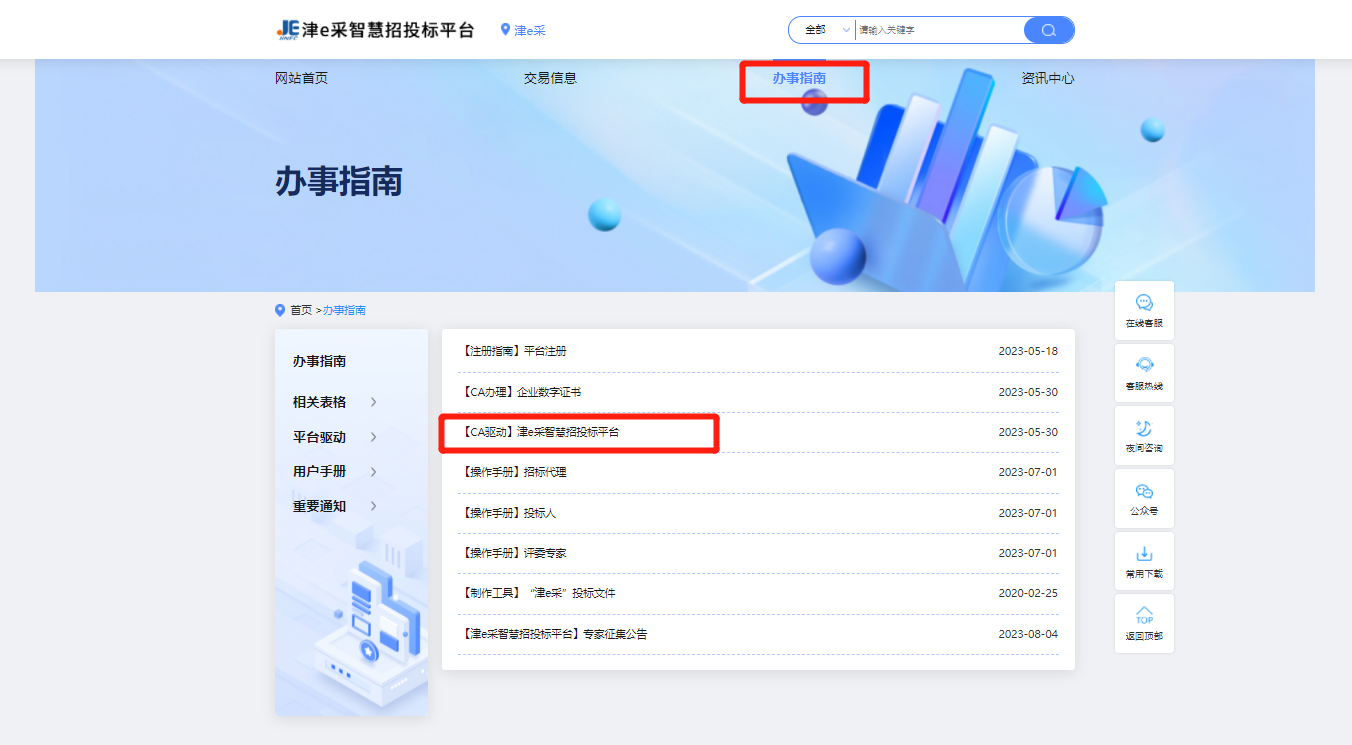 JE JINEC 津e采智慧招投标平台
津e采
全部
请输入关键字
网站首页
交易信息
办事指南
资讯中心
办事指南
首页 >办事指南
办事指南
相关表格
平台驱动
用户手册
重要通知
【注册指南】平台注册 2023-05-18
【CA办理】企业数字证书 2023-05-30
【CA驱动】津e采智慧招投标平台 2023-05-30
【操作手册】招标代理 2023-07-01
【操作手册】投标人 2023-07-01
【操作手册】评委专家 2023-07-01
【制作工具】“津e采”投标文件 2020-02-25
【津e采智慧招投标平台】专家征集公告 2023-08-04
在线客服
客服热线
夜间咨询
公众号
常用下载
TOP
返回顶部